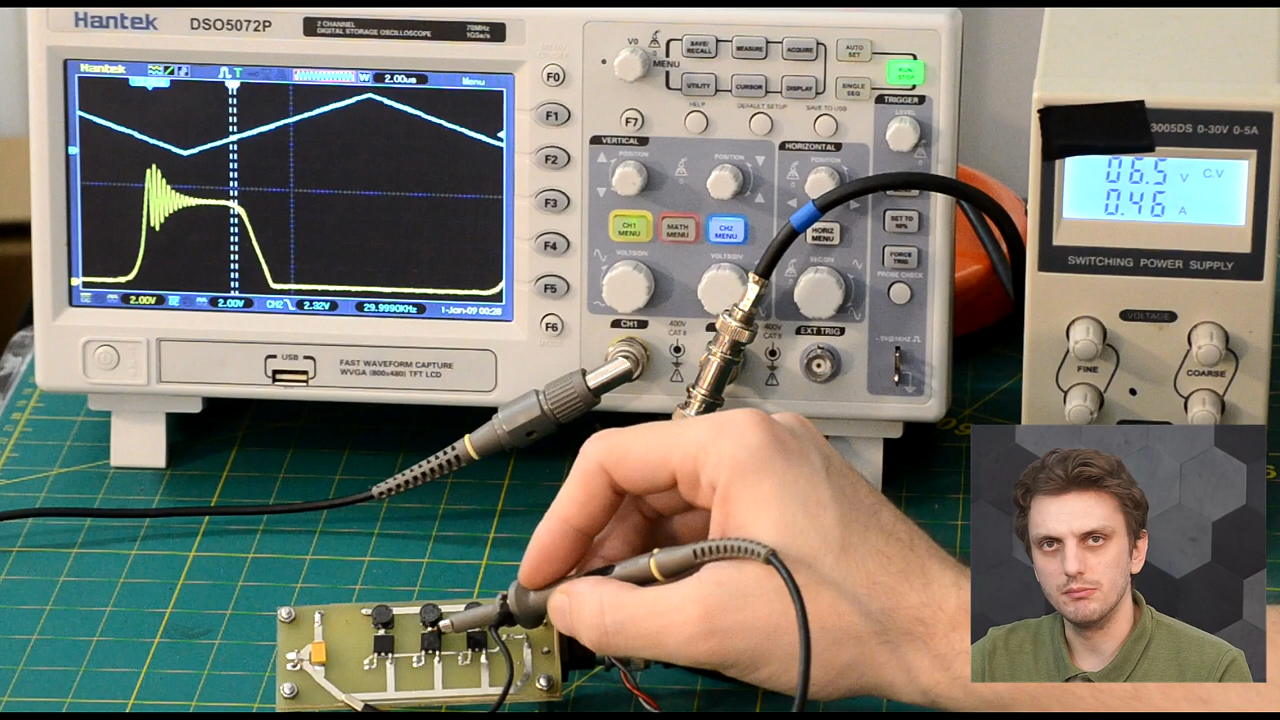 Hantek
DSO5072P
2 CHANNEL
DIGITAL STORAGE OSCILLOSCOPE
70MHz
1GSa/s
Hantek
T
W
2.00us
Menu
CH2
2.00V
2.00V
2.32V
29.9990KHz
1-Jan-09 00:28
F0
F1
F2
F3
F4
F5
F6
F7
V0
MENU
SAVE/
RECALL
MEASURE
ACQUIRE
UTILITY
CURSOR
DISPLAY
AUTO
SET
SINGLE
SEQ
RUN
STOP
HELP
DEFAULT SETUP
SAVE TO USB
TRIGGER
LEVEL
VERTICAL
POSITION
POSITION
HORIZONTAL
POSITION
CH1
MENU
MATH
MENU
CH2
MENU
HORIZ
MENU
SET TO
50%
FORCE
TRIG
PROBE CHECK
VOLTS/DIV
VOLTS/DIV
SEC/DIV
CH1
400V
CAT II
400V
CAT II
EXT TRIG
USB
FAST WAVEFORM CAPTURE
WVGA (800x480) TFT LCD
3005DS 0-30V 0-5A
06.5 V C.V
0.46 A
SWITCHING POWER SUPPLY
VOLTAGE
FINE
COARSE